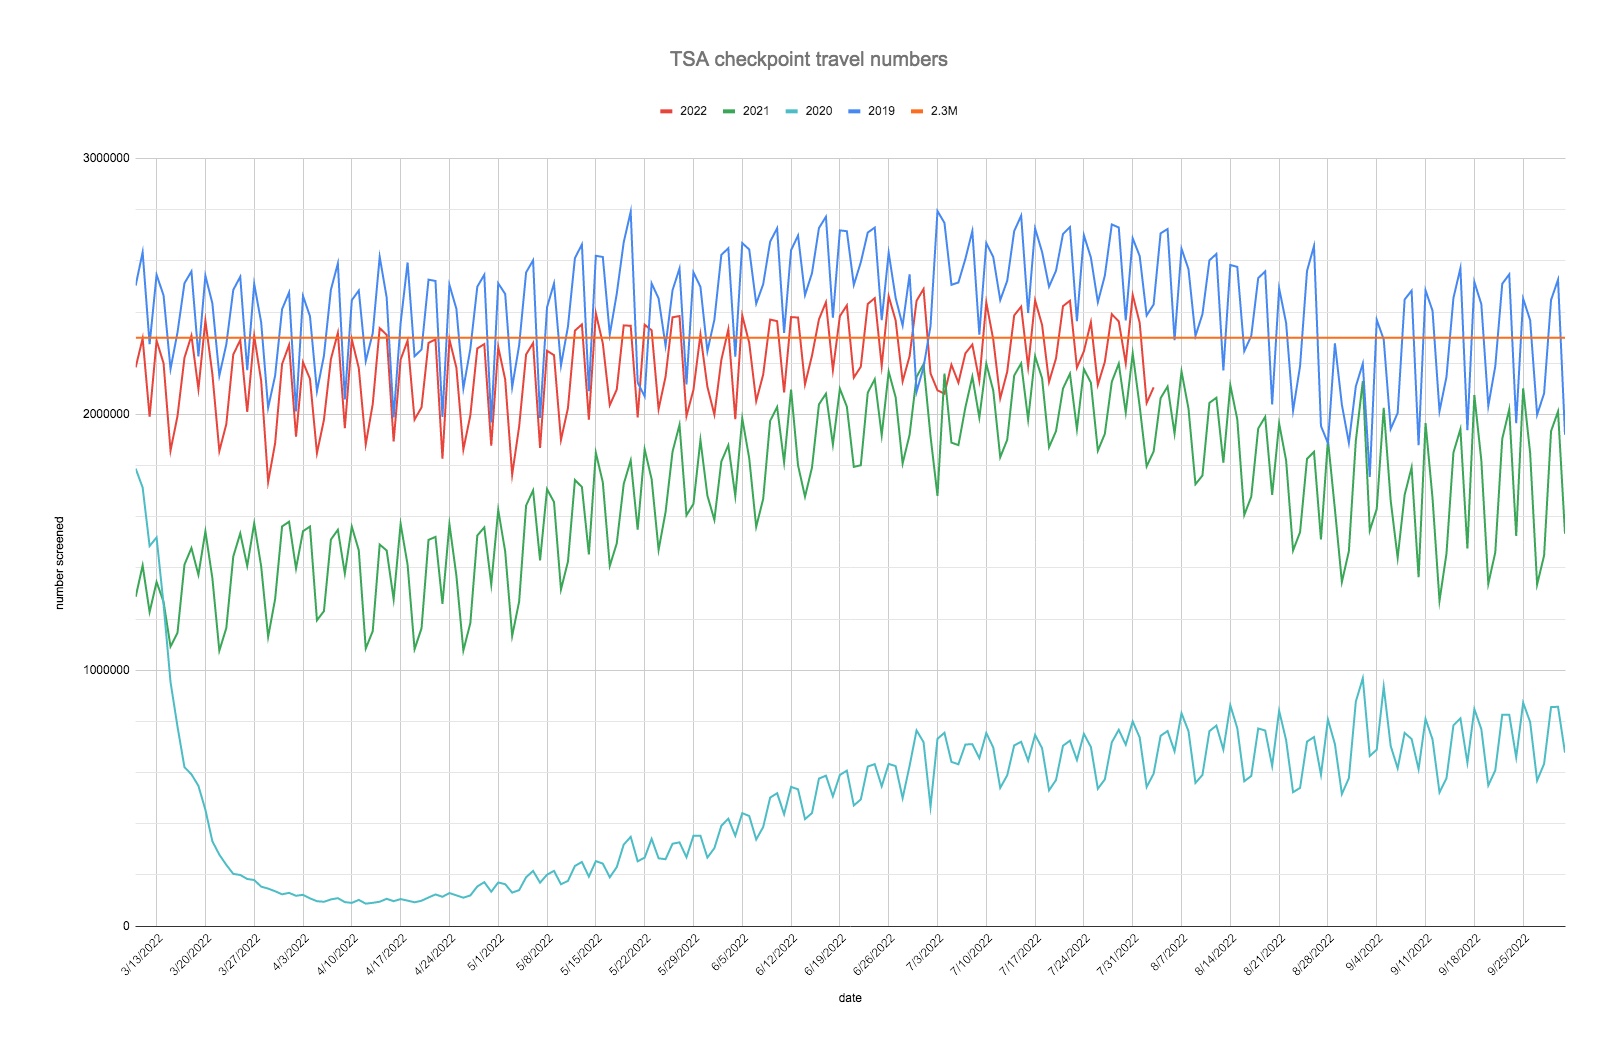 TSA checkpoint travel numbers
2022 2021 2020 2019 2.3M
3000000
2000000
1000000
0
number screened
3/13/2022 3/20/2022 3/27/2022 4/3/2022 4/10/2022 4/17/2022 4/24/2022 5/1/2022 5/8/2022 5/15/2022 5/22/2022 5/29/2022 6/5/2022 6/12/2022 6/19/2022 6/26/2022 7/3/2022 7/10/2022 7/17/2022 7/24/2022 7/31/2022 8/7/2022 8/14/2022 8/21/2022 8/28/2022 9/4/2022 9/11/2022 9/18/2022 9/25/2022
date